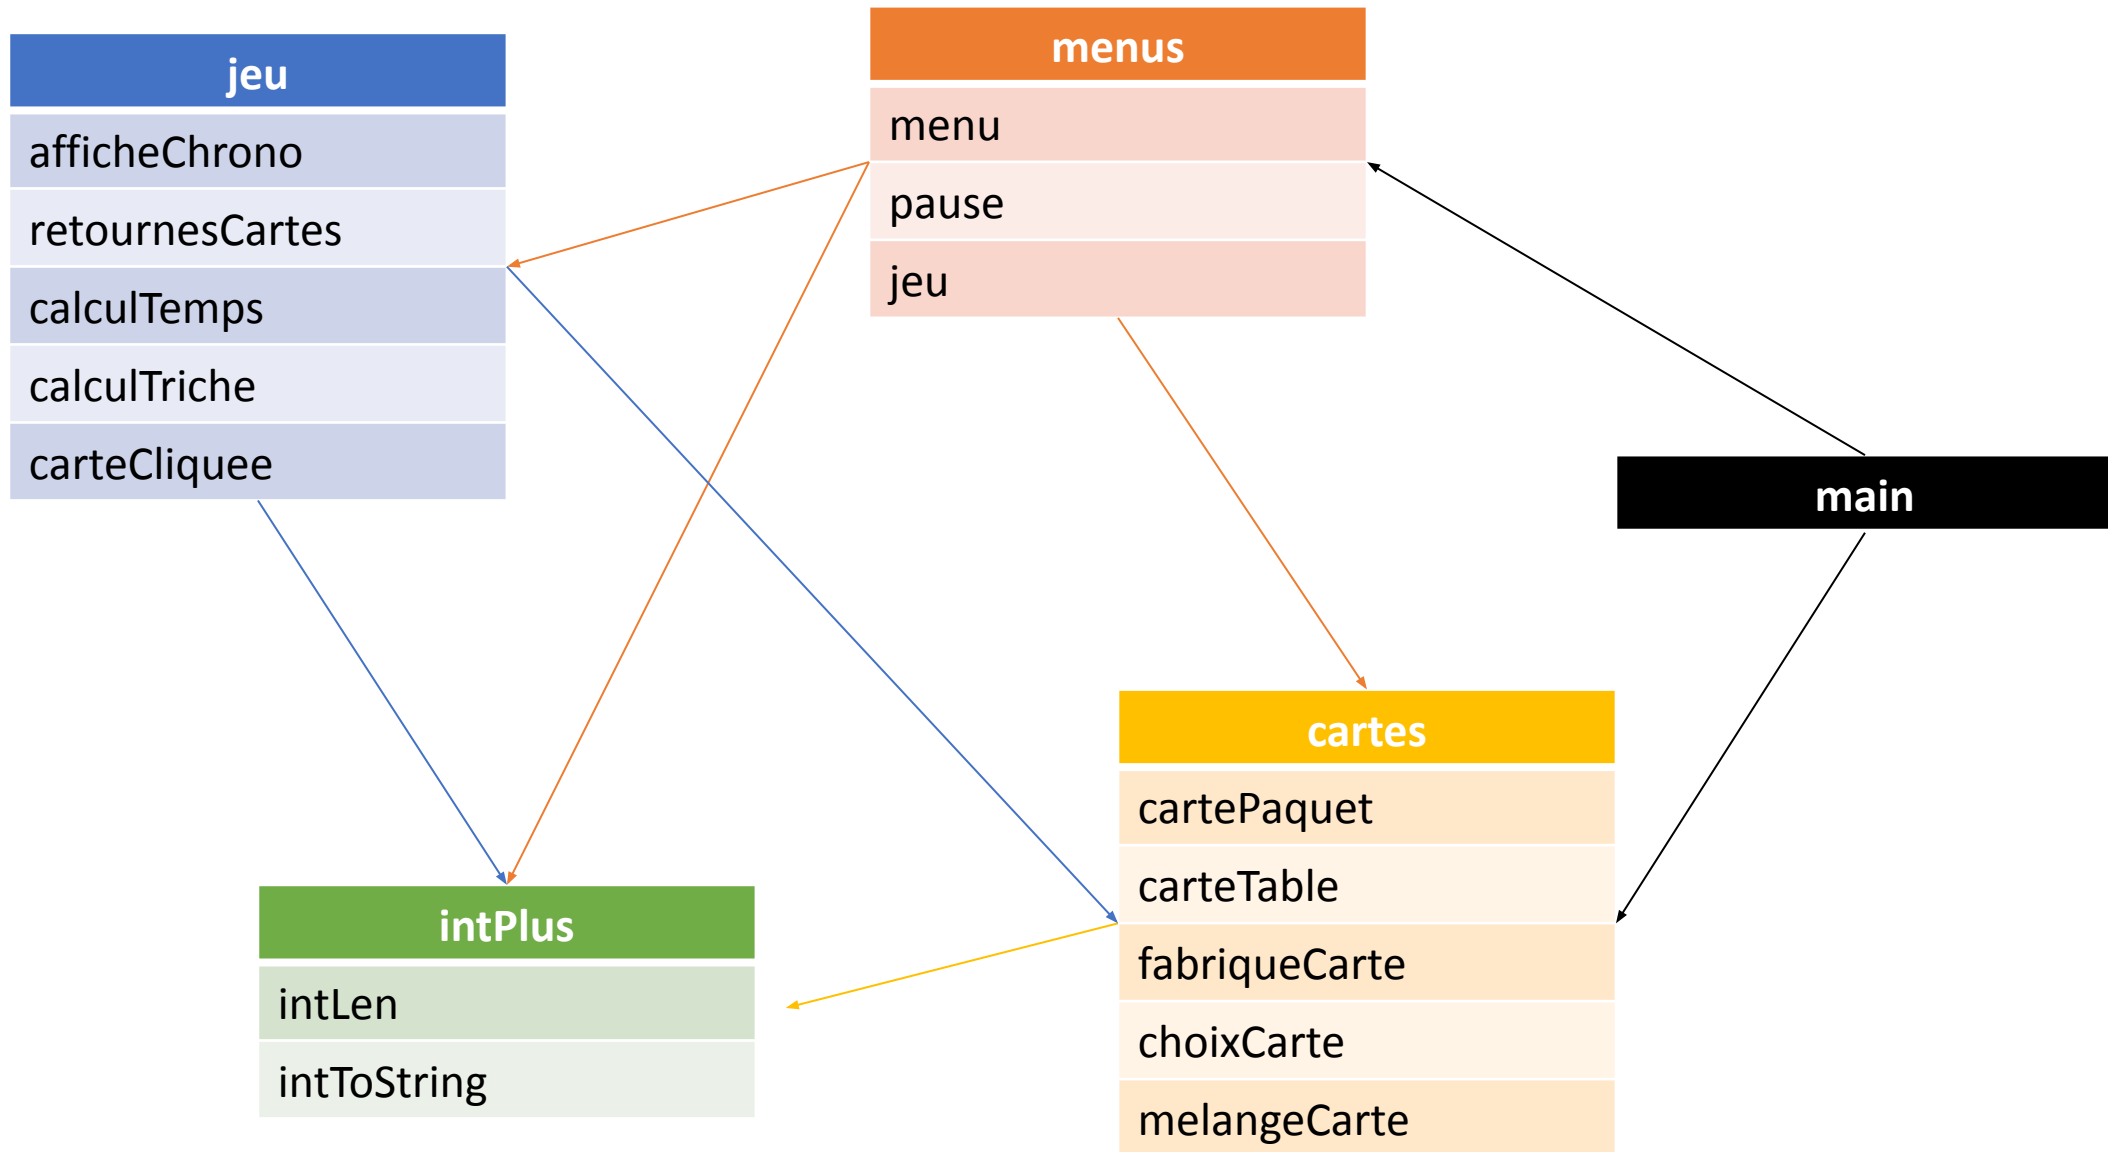 jeu
afficheChrono
retournesCartes
calculTemps
calculTriche
carteCliquee
menus
menu
pause
jeu
main
intPlus
intLen
intToString
cartes
cartePaquet
carteTable
fabriqueCarte
choixCarte
melangeCarte